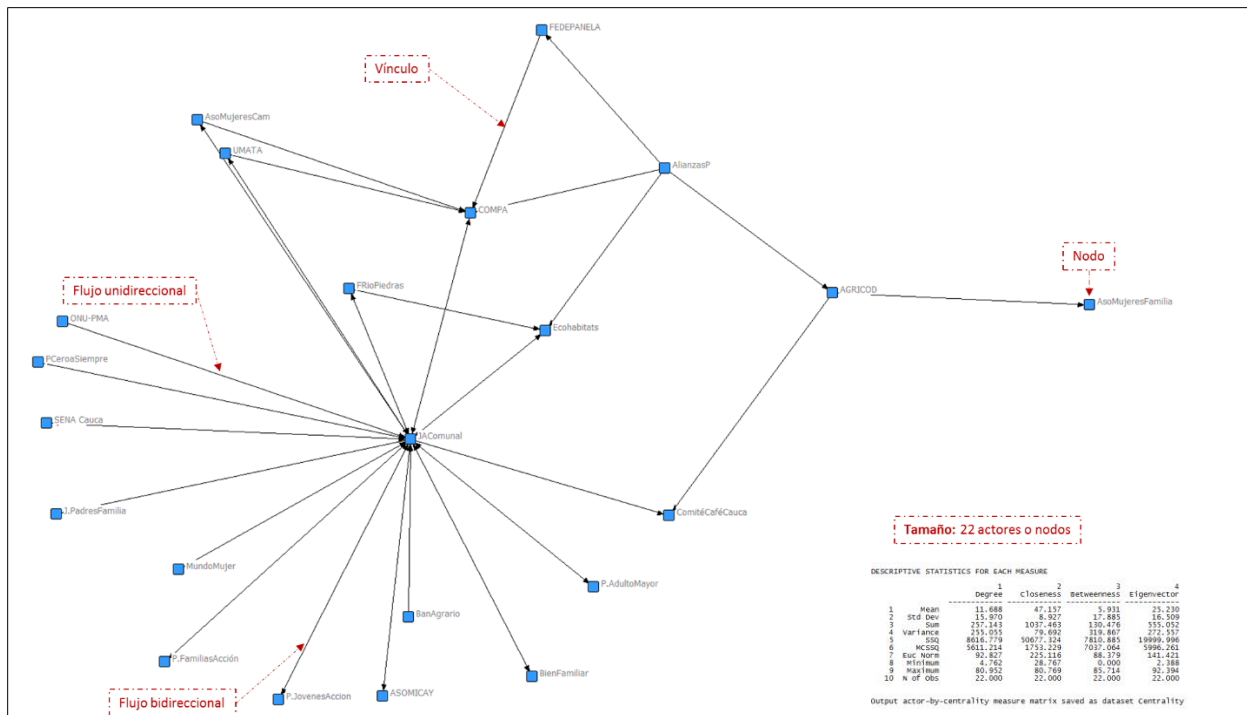 FEDEPANELA
Vínculo
AsoMujeresCam
UMATA
AlianzasP
COMPA
Nodo
FRioPiedras
AGRICOD
AsoMujeresFamilia
Flujo unidireccional
ONU-PMA
Ecohabitats
PCeroaSiempre
SENA Cauca
JAComunal
J.PadresFamilia
ComitéCaféCauca
Tamaño: 22 actores o nodos
MundoMujer
P.AdultoMayor
BanAgrario
P.FamiliasAcción
BienFamiliar
P.JovenesAccion
ASOMICAY
Flujo bidireccional
DESCRIPTIVE STATISTICS FOR EACH MEASURE
1 2 3 4
Degree Closeness Betweenness Eigenvector
1 Mean 11.688 47.157 5.931 25.230
2 Std Dev 15.970 8.927 17.885 16.509
3 Sum 257.143 1037.463 130.476 555.052
4 Variance 255.055 79.692 319.867 272.557
5 SSQ 8616.779 50677.324 7810.885 19999.996
6 MCSSQ 5611.214 1753.229 7037.064 5996.261
7 Euc Norm 92.827 225.116 88.379 141.421
8 Minimum 4.762 28.767 0.000 2.388
9 Maximum 80.952 80.769 85.714 92.394
10 N of Obs 22.000 22.000 22.000 22.000
Output actor-by-centrality measure matrix saved as dataset Centrality